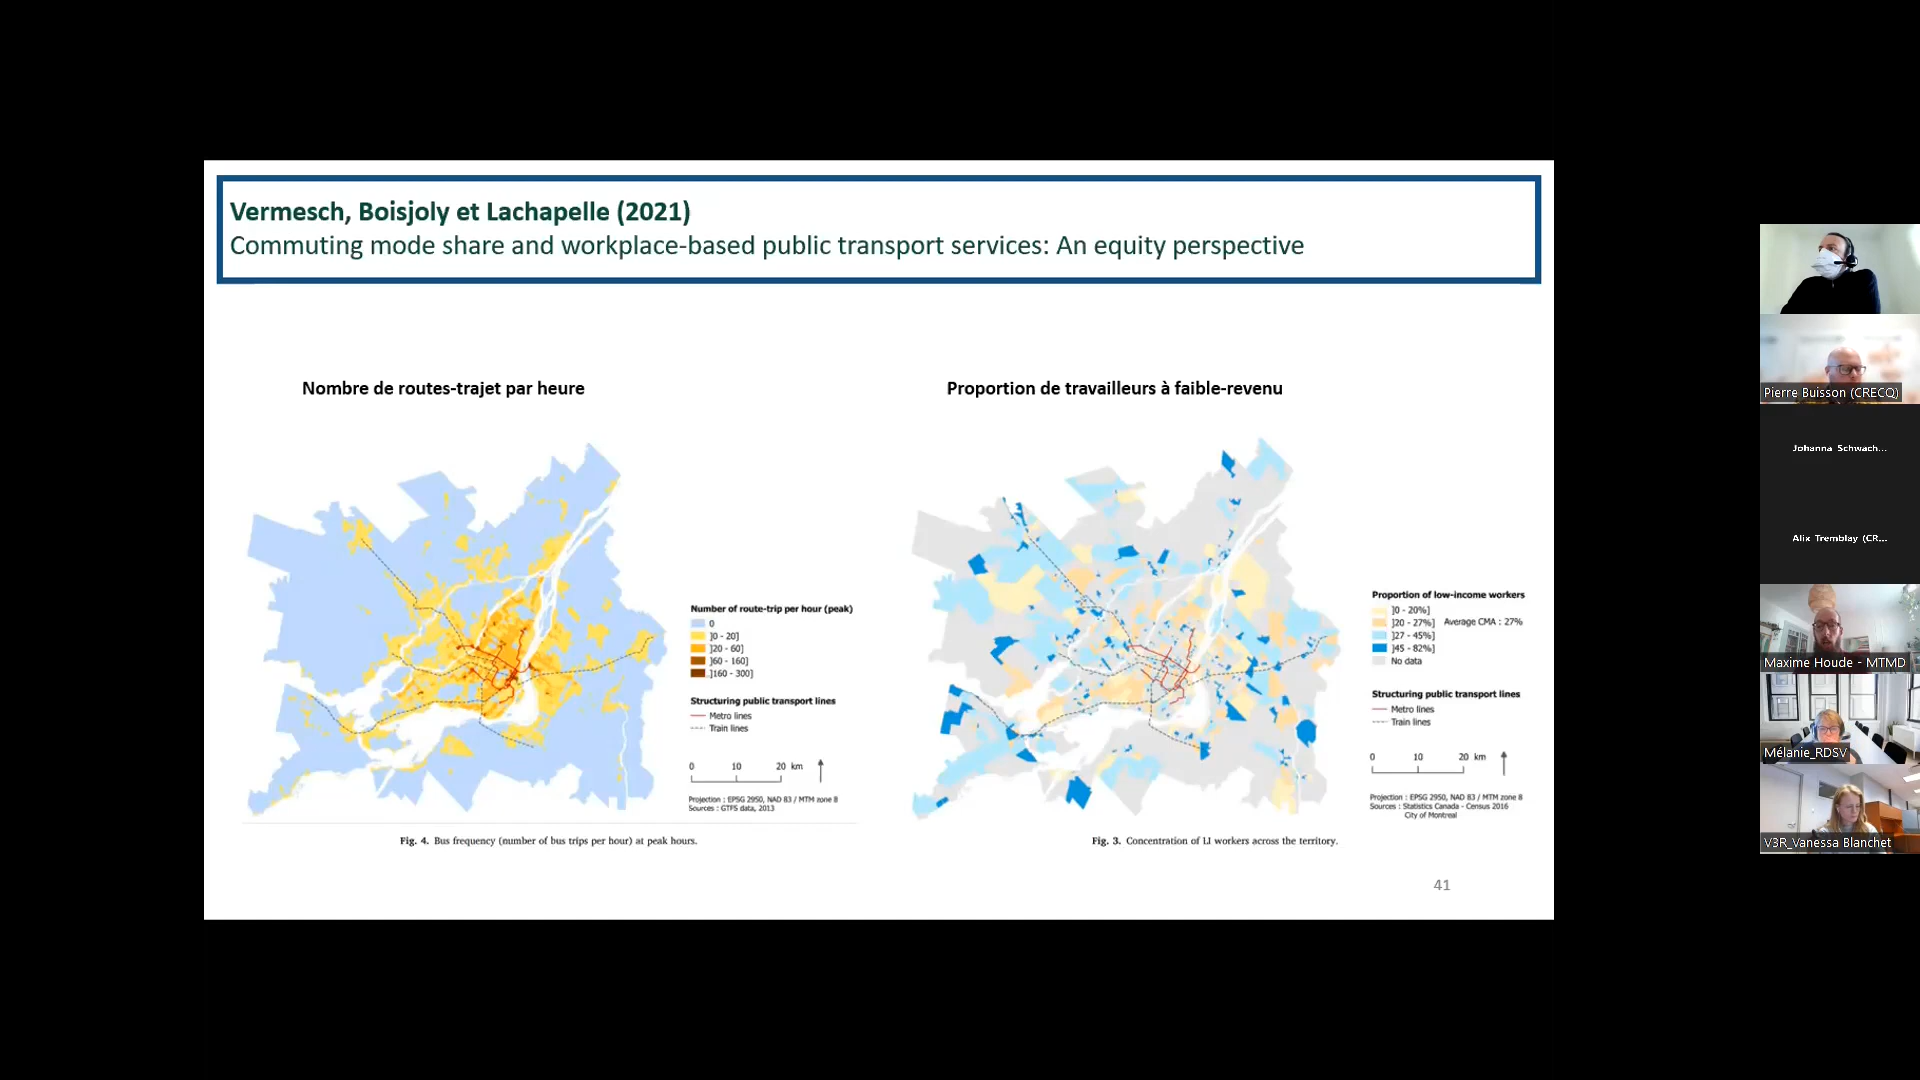 Vermesch, Boisjoly et Lachapelle (2021)
Commuting mode share and workplace-based public transport services: An equity perspective
Nombre de routes-trajet par heure
Number of route-trip per hour (peak)
0
]0 - 20]
]20 - 60]
]60 - 160]
]160 - 300]
Structuring public transport lines
Metro lines
Train lines
0 10 20 km
Projection : EPSG 2950, NAD 83 / MTM zone 8
Sources : GTFS data, 2013
Fig. 4. Bus frequency (number of bus trips per hour) at peak hours.
Proportion de travailleurs à faible-revenu
Proportion of low-income workers
]0 - 20%]
]20 - 27%] Average CMA : 27%
]27 - 45%]
]45 - 82%]
No data
Structuring public transport lines
Metro lines
Train lines
0 10 20 km
Projection : EPSG 2950, NAD 83 / MTM zone 8
Sources : Statistics Canada - Census 2016
City of Montreal
Fig. 3. Concentration of LI workers across the territory.
41
Pierre Buisson (CRECQ)
Johanna Schwach...
Alix Tremblay (CR...
Maxime Houde - MTMD
Mélanie_RDSV
V3R_Vanessa Blanchet